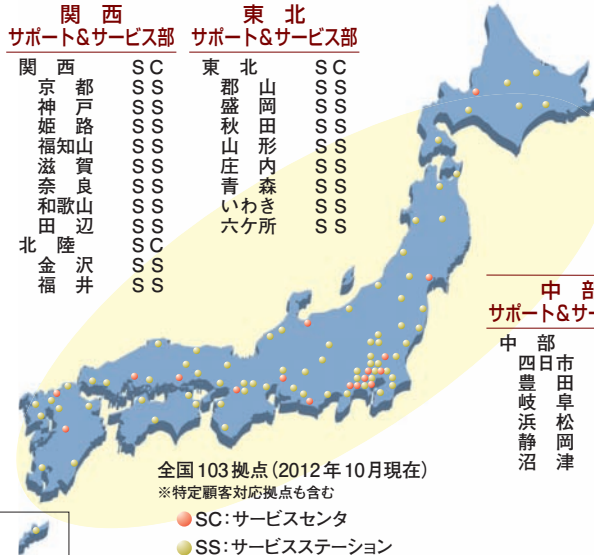 関西
サポート&サービス部
関西 SC
京都 SS
神戸 SS
姫路 SS
福知山 SS
滋賀 SS
奈良 SS
和歌山 SS
田辺 SS
北陸 SC
金沢 SS
福井 SS
東北
サポート&サービス部
東北 SC
郡山 SS
盛岡 SS
秋田 SS
山形 SS
庄内 SS
青森 SS
いわき SS
六ケ所 SS
中部
サポート&サー
中部
四日市
豊田
岐阜
浜松
静岡
沼津
全国103拠点(2012年10月現在)
※特定顧客対応拠点も含む
SC:サービスセンタ
SS:サービスステーション